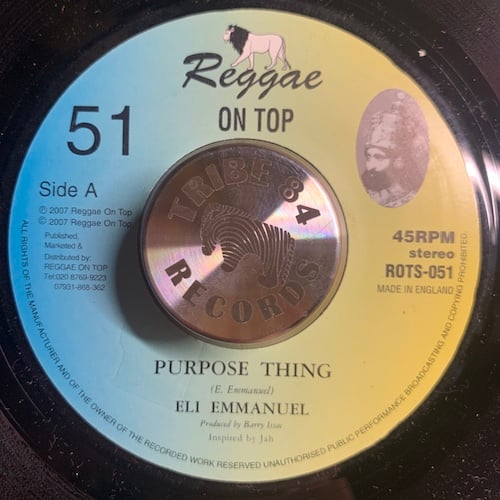 Reggae
ON TOP
51
Side A
℗ 2007 Reggae On Top
© 2007 Reggae On Top
Published,
Marketed &
Distributed by:
REGGAE ON TOP
Tel:020 8769-9223
07931-868-362
45RPM
stereo
ROTS-051
MADE IN ENGLAND
TRIBE 84
RECORDS
PURPOSE THING
(E. Emmanuel)
ELI EMMANUEL
Produced by Barry Issac
Inspired by Jah
ALL RIGHTS OF THE MANUFACTURER AND OF THE OWNER OF THE RECORDED WORK RESERVED UNAUTHORISED PUBLIC PERFORMANCE BROADCASTING AND COPYING PROHIBITED.